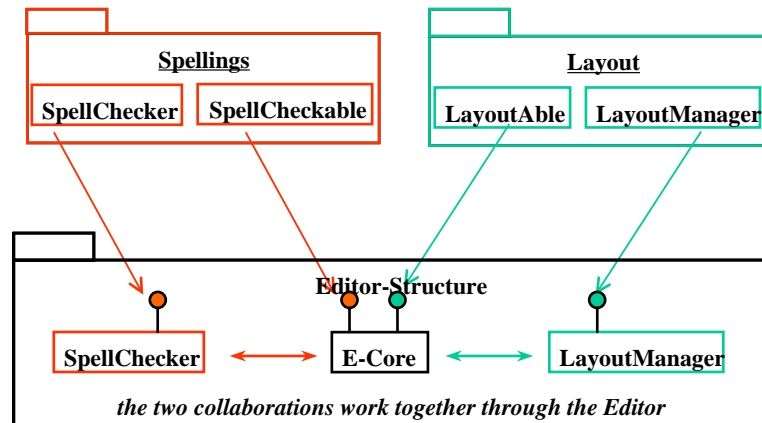 Spellings
Layout
SpellChecker
SpellCheckable
LayoutAble
LayoutManager
Editor-Structure
SpellChecker
E-Core
LayoutManager
the two collaborations work together through the Editor